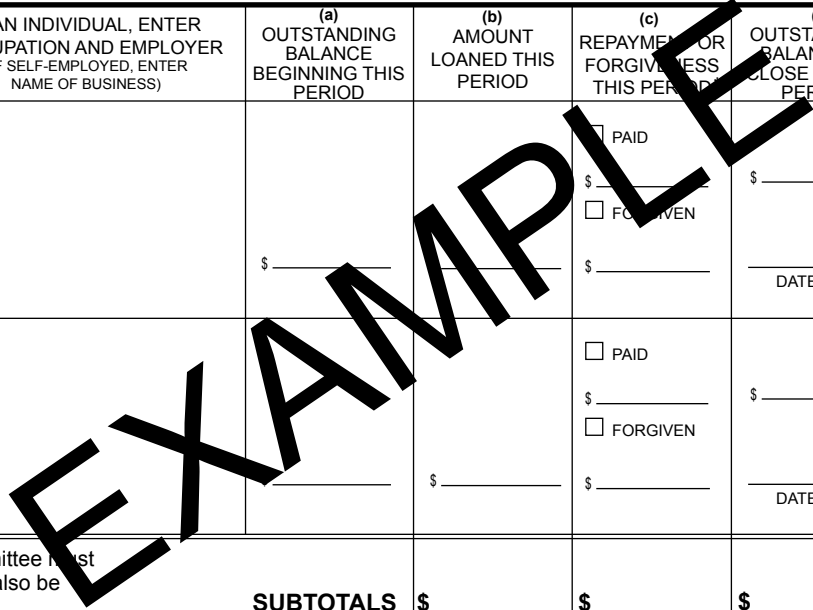 AN INDIVIDUAL, ENTER
UPATION AND EMPLOYER
F SELF-EMPLOYED, ENTER
NAME OF BUSINESS)
(a)
OUTSTANDING
BALANCE
BEGINNING THIS
PERIOD
(b)
AMOUNT
LOANED THIS
PERIOD
(c)
REPAYMENT OR
FORGIVENESS
THIS PERIOD
OUTSTA
BALAN
CLOSE
PER
PAID
$
FORGIVEN
$
$
$
DATE
PAID
$
FORGIVEN
$
$
$
DATE
EXAMPLE
ittee must
also be
SUBTOTALS $ $ $